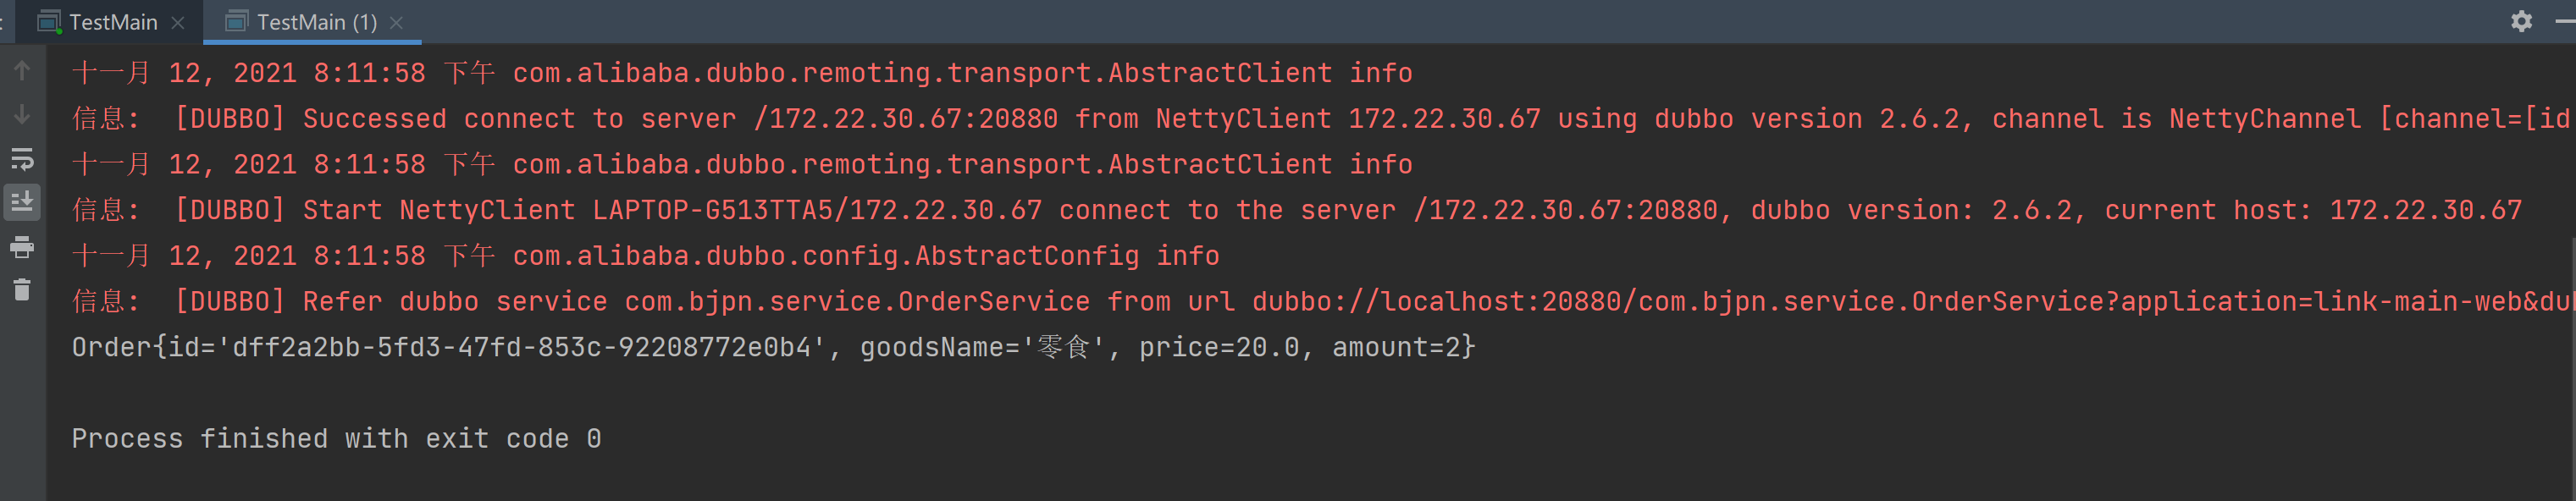 TestMain
TestMain (1)
十一月 12, 2021 8:11:58 下午 com.alibaba.dubbo.remoting.transport.AbstractClient info
信息:  [DUBBO] Successed connect to server /172.22.30.67:20880 from NettyClient 172.22.30.67 using dubbo version 2.6.2, channel is NettyChannel [channel=[id
十一月 12, 2021 8:11:58 下午 com.alibaba.dubbo.remoting.transport.AbstractClient info
信息:  [DUBBO] Start NettyClient LAPTOP-G513TTA5/172.22.30.67 connect to the server /172.22.30.67:20880, dubbo version: 2.6.2, current host: 172.22.30.67
十一月 12, 2021 8:11:58 下午 com.alibaba.dubbo.config.AbstractConfig info
信息:  [DUBBO] Refer dubbo service com.bjpn.service.OrderService from url dubbo://localhost:20880/com.bjpn.service.OrderService?application=link-main-web&du
Order{id='dff2a2bb-5fd3-47fd-853c-92208772e0b4', goodsName='零食', price=20.0, amount=2}
Process finished with exit code 0